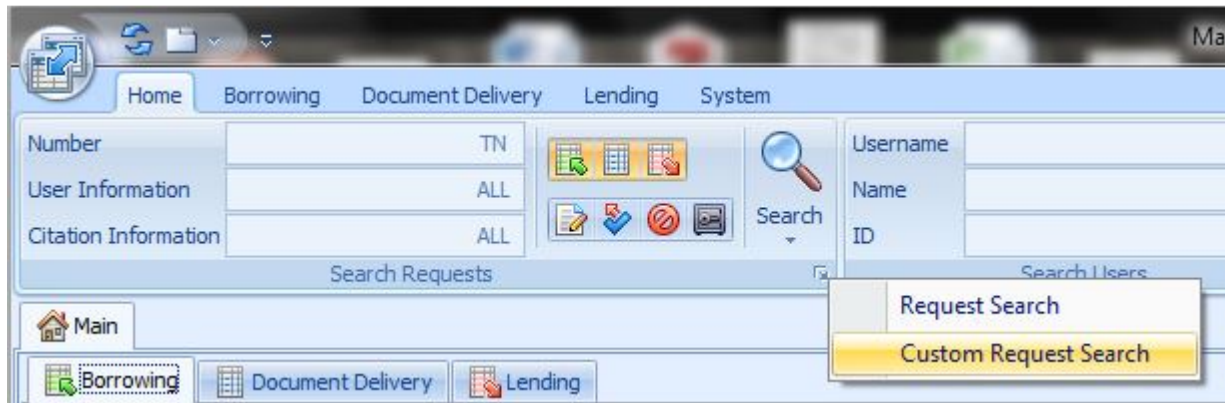 Ma
Home Borrowing Document Delivery Lending System
Number TN Username
User Information ALL Name
Citation Information ALL Search ID
Search Requests Search Users
Request Search
Main
Custom Request Search
Borrowing Document Delivery Lending